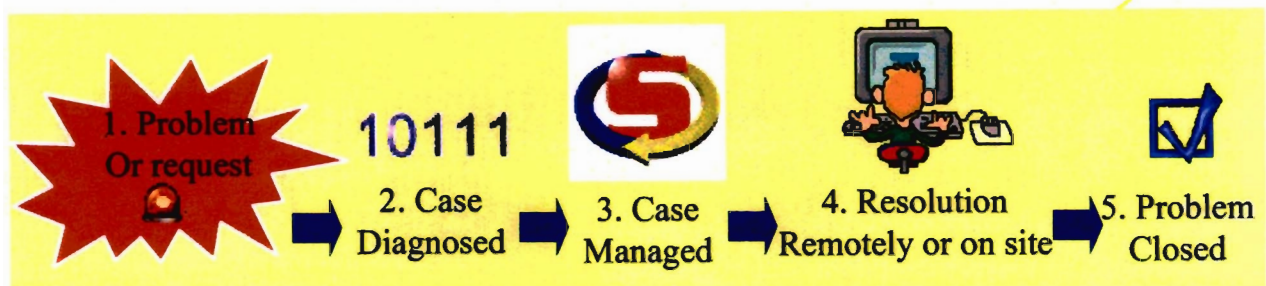 1. Problem
Or request
10111
2. Case
Diagnosed
S
3. Case
Managed
4. Resolution
Remotely or on site
5. Problem
Closed